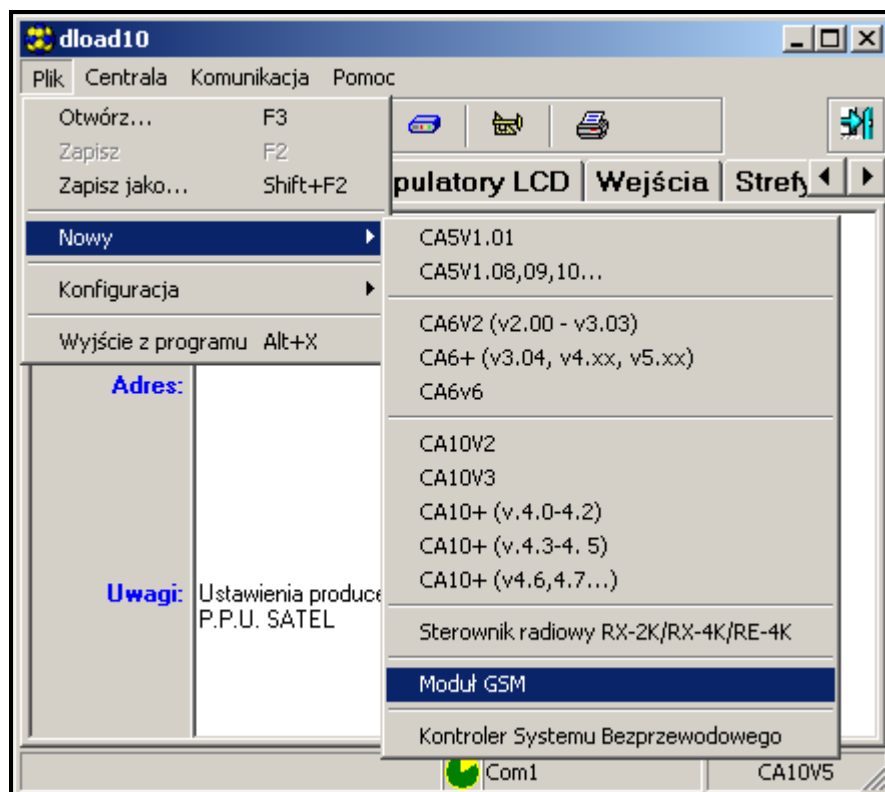 dload10
Plik Centrala Komunikacja Pomoc
Otwórz... F3
Zapisz F2
Zapisz jako... Shift+F2
pulatory LCD Wejścia Strefy
Nowy
CA5V1.01
CA5V1.08,09,10...
Konfiguracja
CA6V2 (v2.00 - v3.03)
Wyjście z programu Alt+X
CA6+ (v3.04, v4.xx, v5.xx)
Adres:
CA6v6
CA10V2
CA10V3
CA10+ (v.4.0-4.2)
CA10+ (v.4.3-4. 5)
CA10+ (v4.6,4.7...)
Uwagi: Ustawienia produce
P.P.U. SATEL
Sterownik radiowy RX-2K/RX-4K/RE-4K
Moduł GSM
Kontroler Systemu Bezprzewodowego
Com1 CA10V5